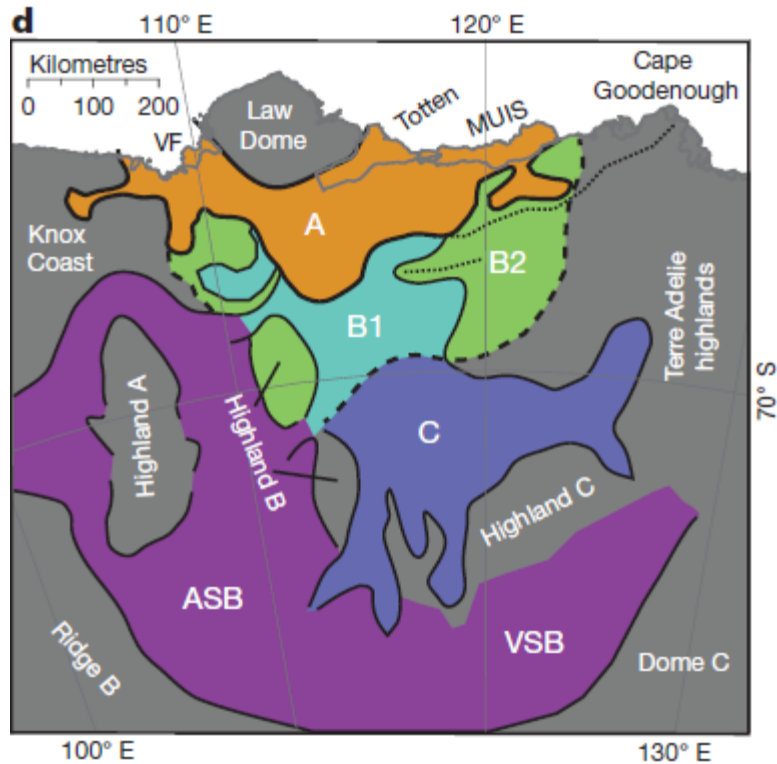 d
110° E
120° E
Kilometres
0 100 200
Cape
Goodenough
Law
Dome
Totten
MUIS
VF
A
Knox
Coast
B2
B1
Terre Adelie
highlands
70° S
Highland A
Highland B
C
Highland C
ASB
VSB
Ridge B
Dome C
100° E
130° E